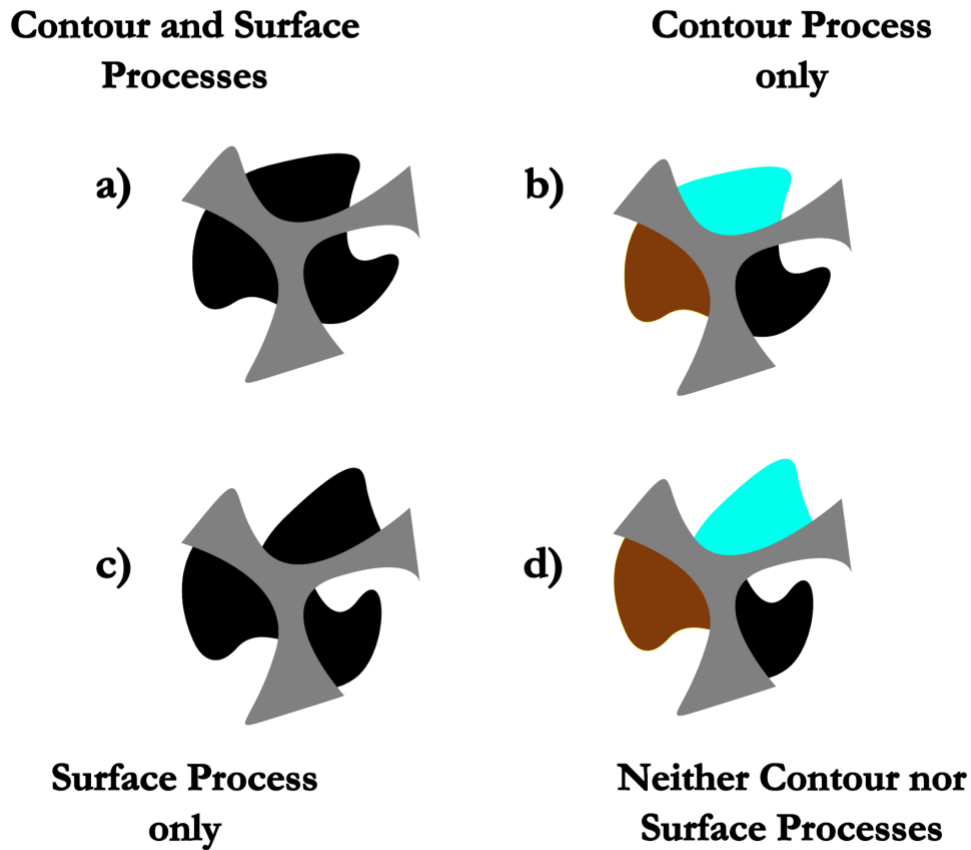 Contour and Surface
Processes
Contour Process
only
a)
b)
c)
d)
Surface Process
only
Neither Contour nor
Surface Processes